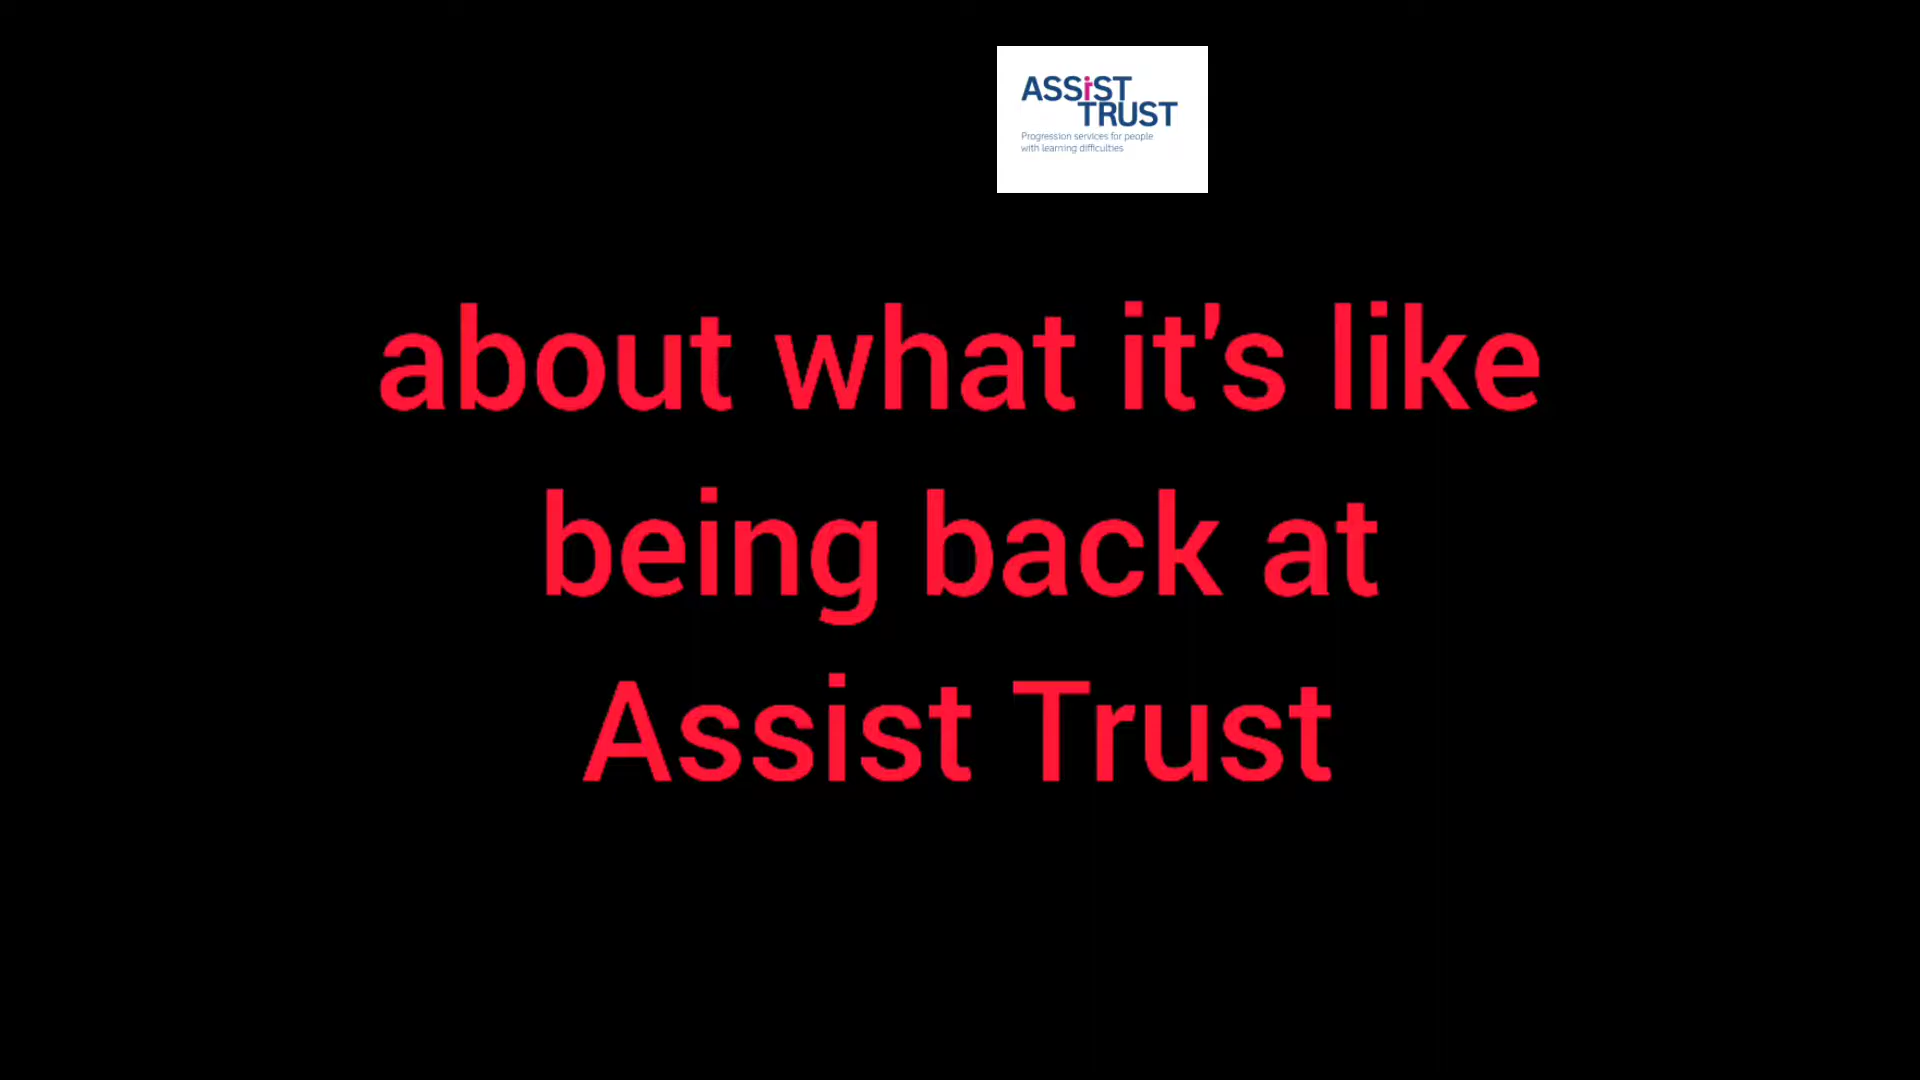 ASSiST
TRUST
Progression services for people
with learning difficulties
about what it's like
being back at
Assist Trust